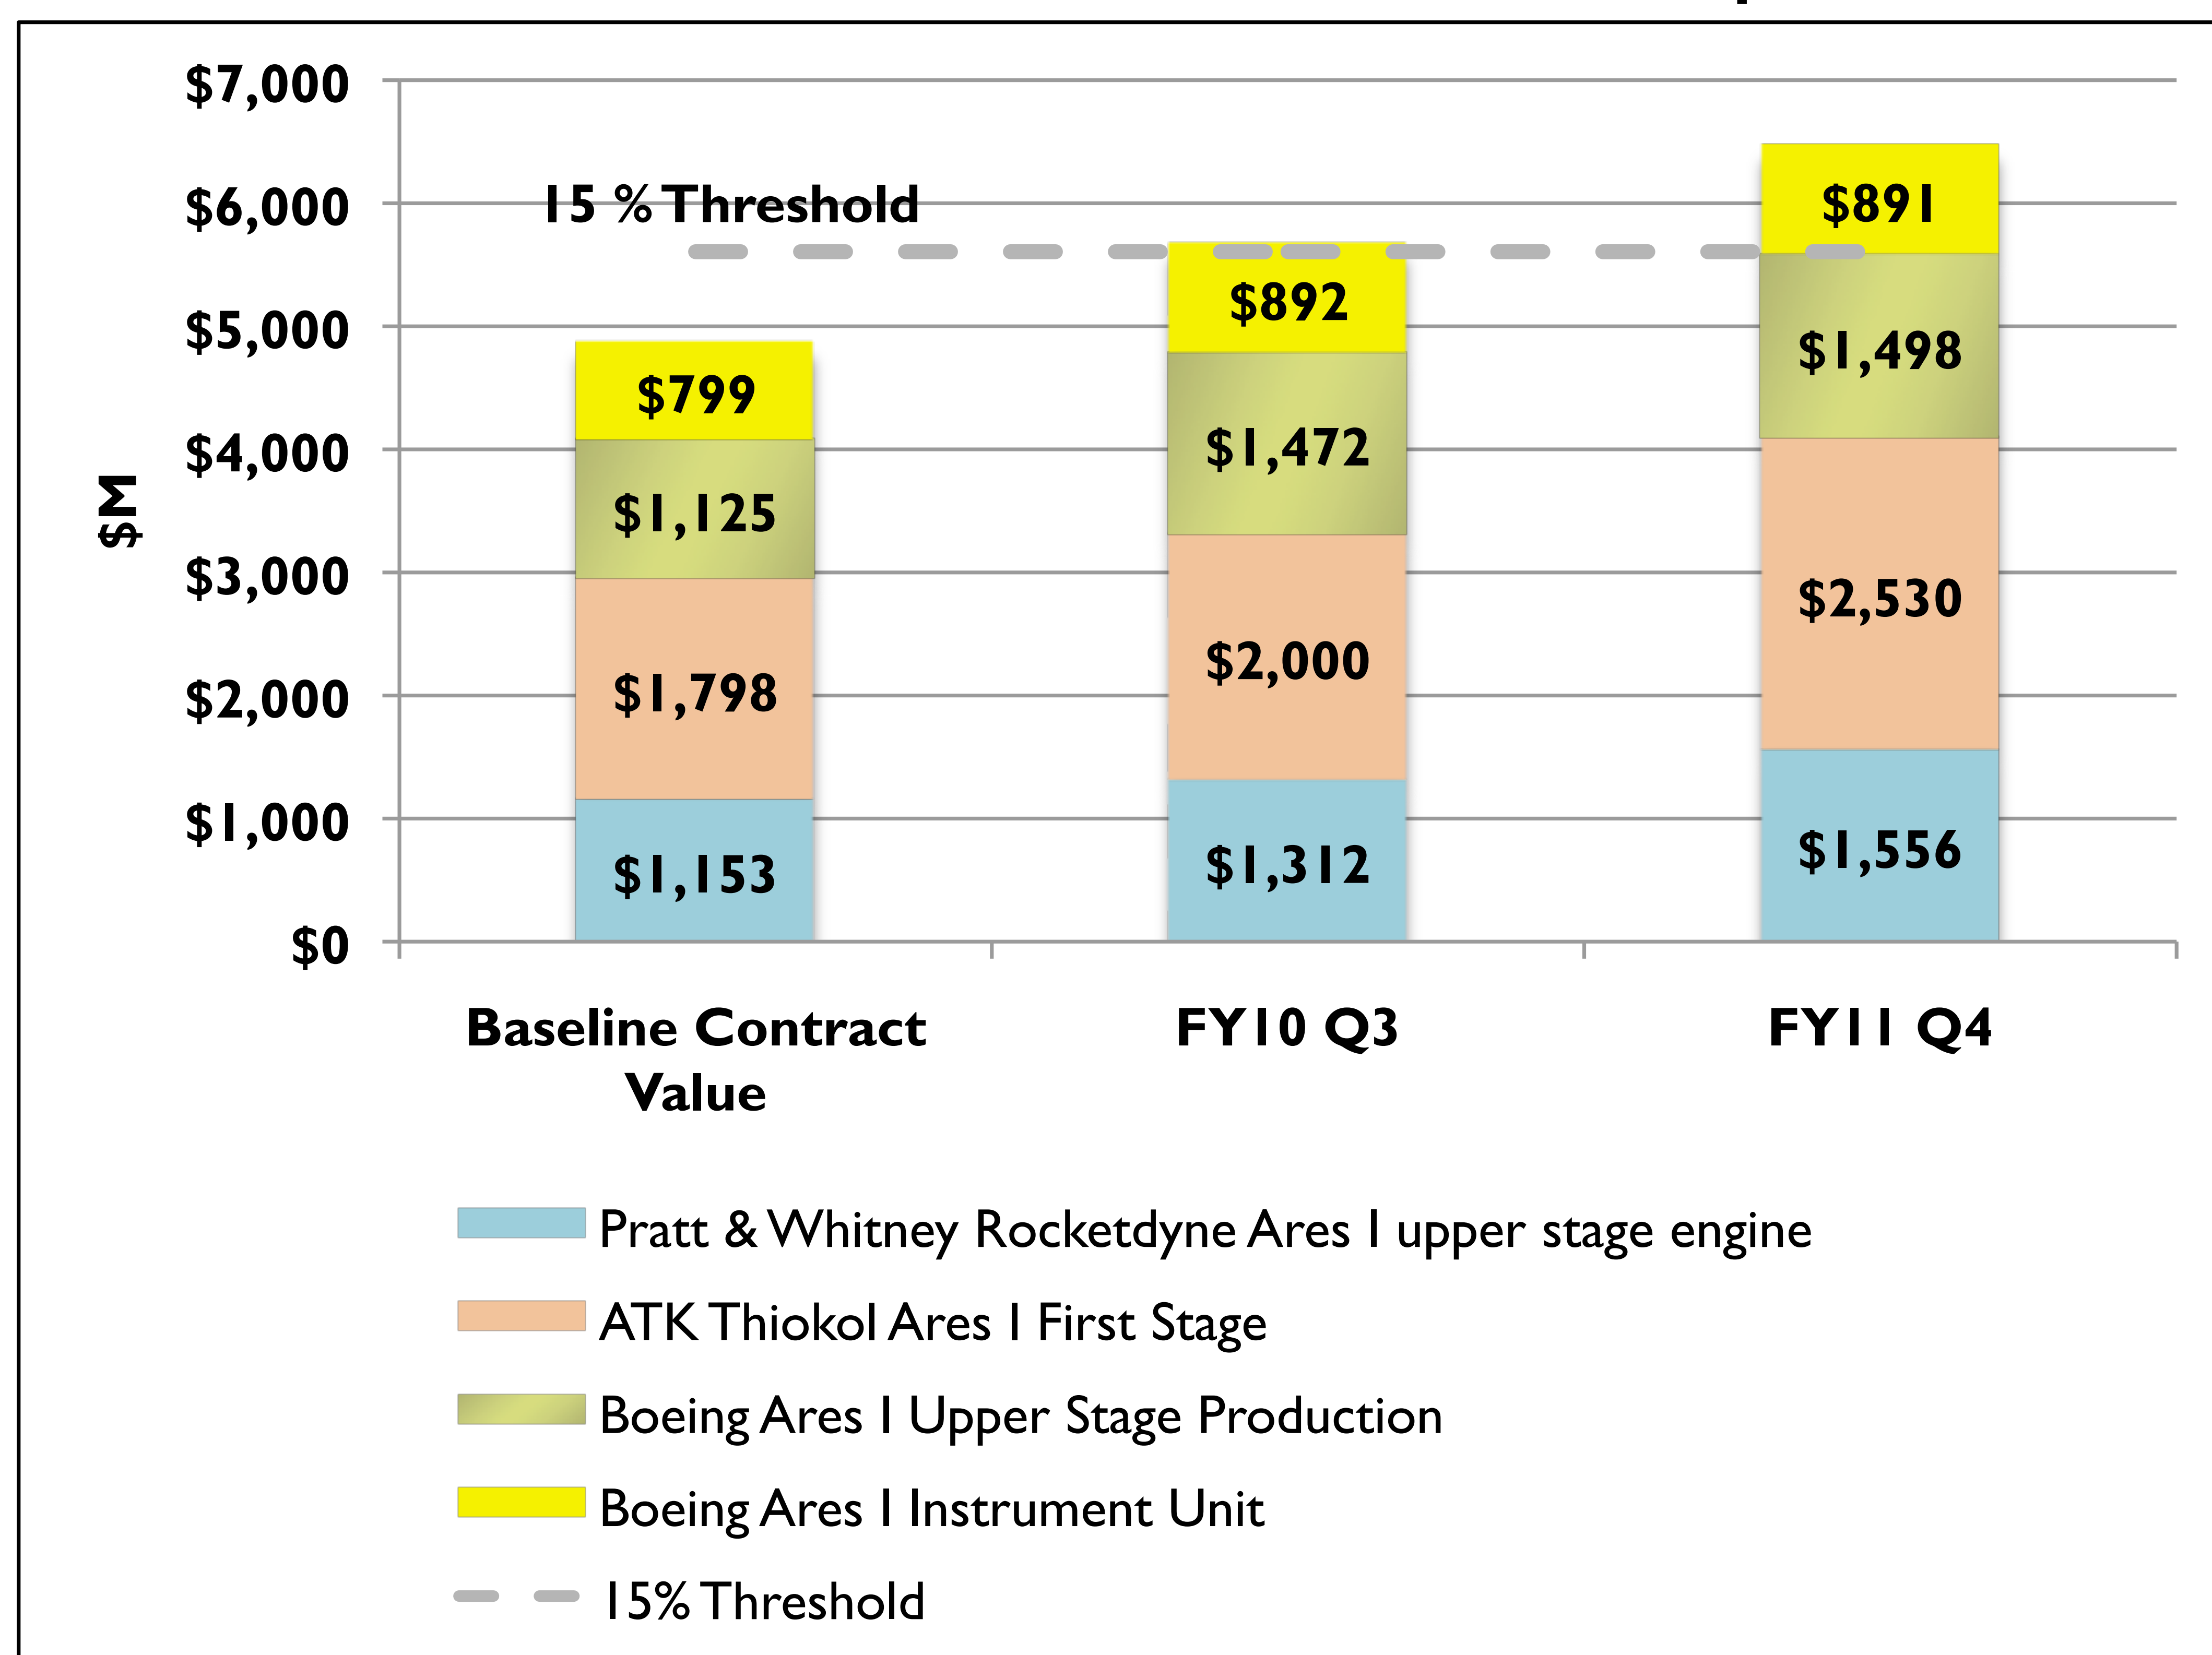 $7,000
$6,000
$5,000
$4,000
$3,000
$2,000
$1,000
$0
$M
15 % Threshold
$799
$1,125
$1,798
$1,153
$892
$1,472
$2,000
$1,312
$891
$1,498
$2,530
$1,556
Baseline Contract
Value
FY10 Q3
FY11 Q4
Pratt & Whitney Rocketdyne Ares I upper stage engine
ATK Thiokol Ares I First Stage
Boeing Ares I Upper Stage Production
Boeing Ares I Instrument Unit
15% Threshold